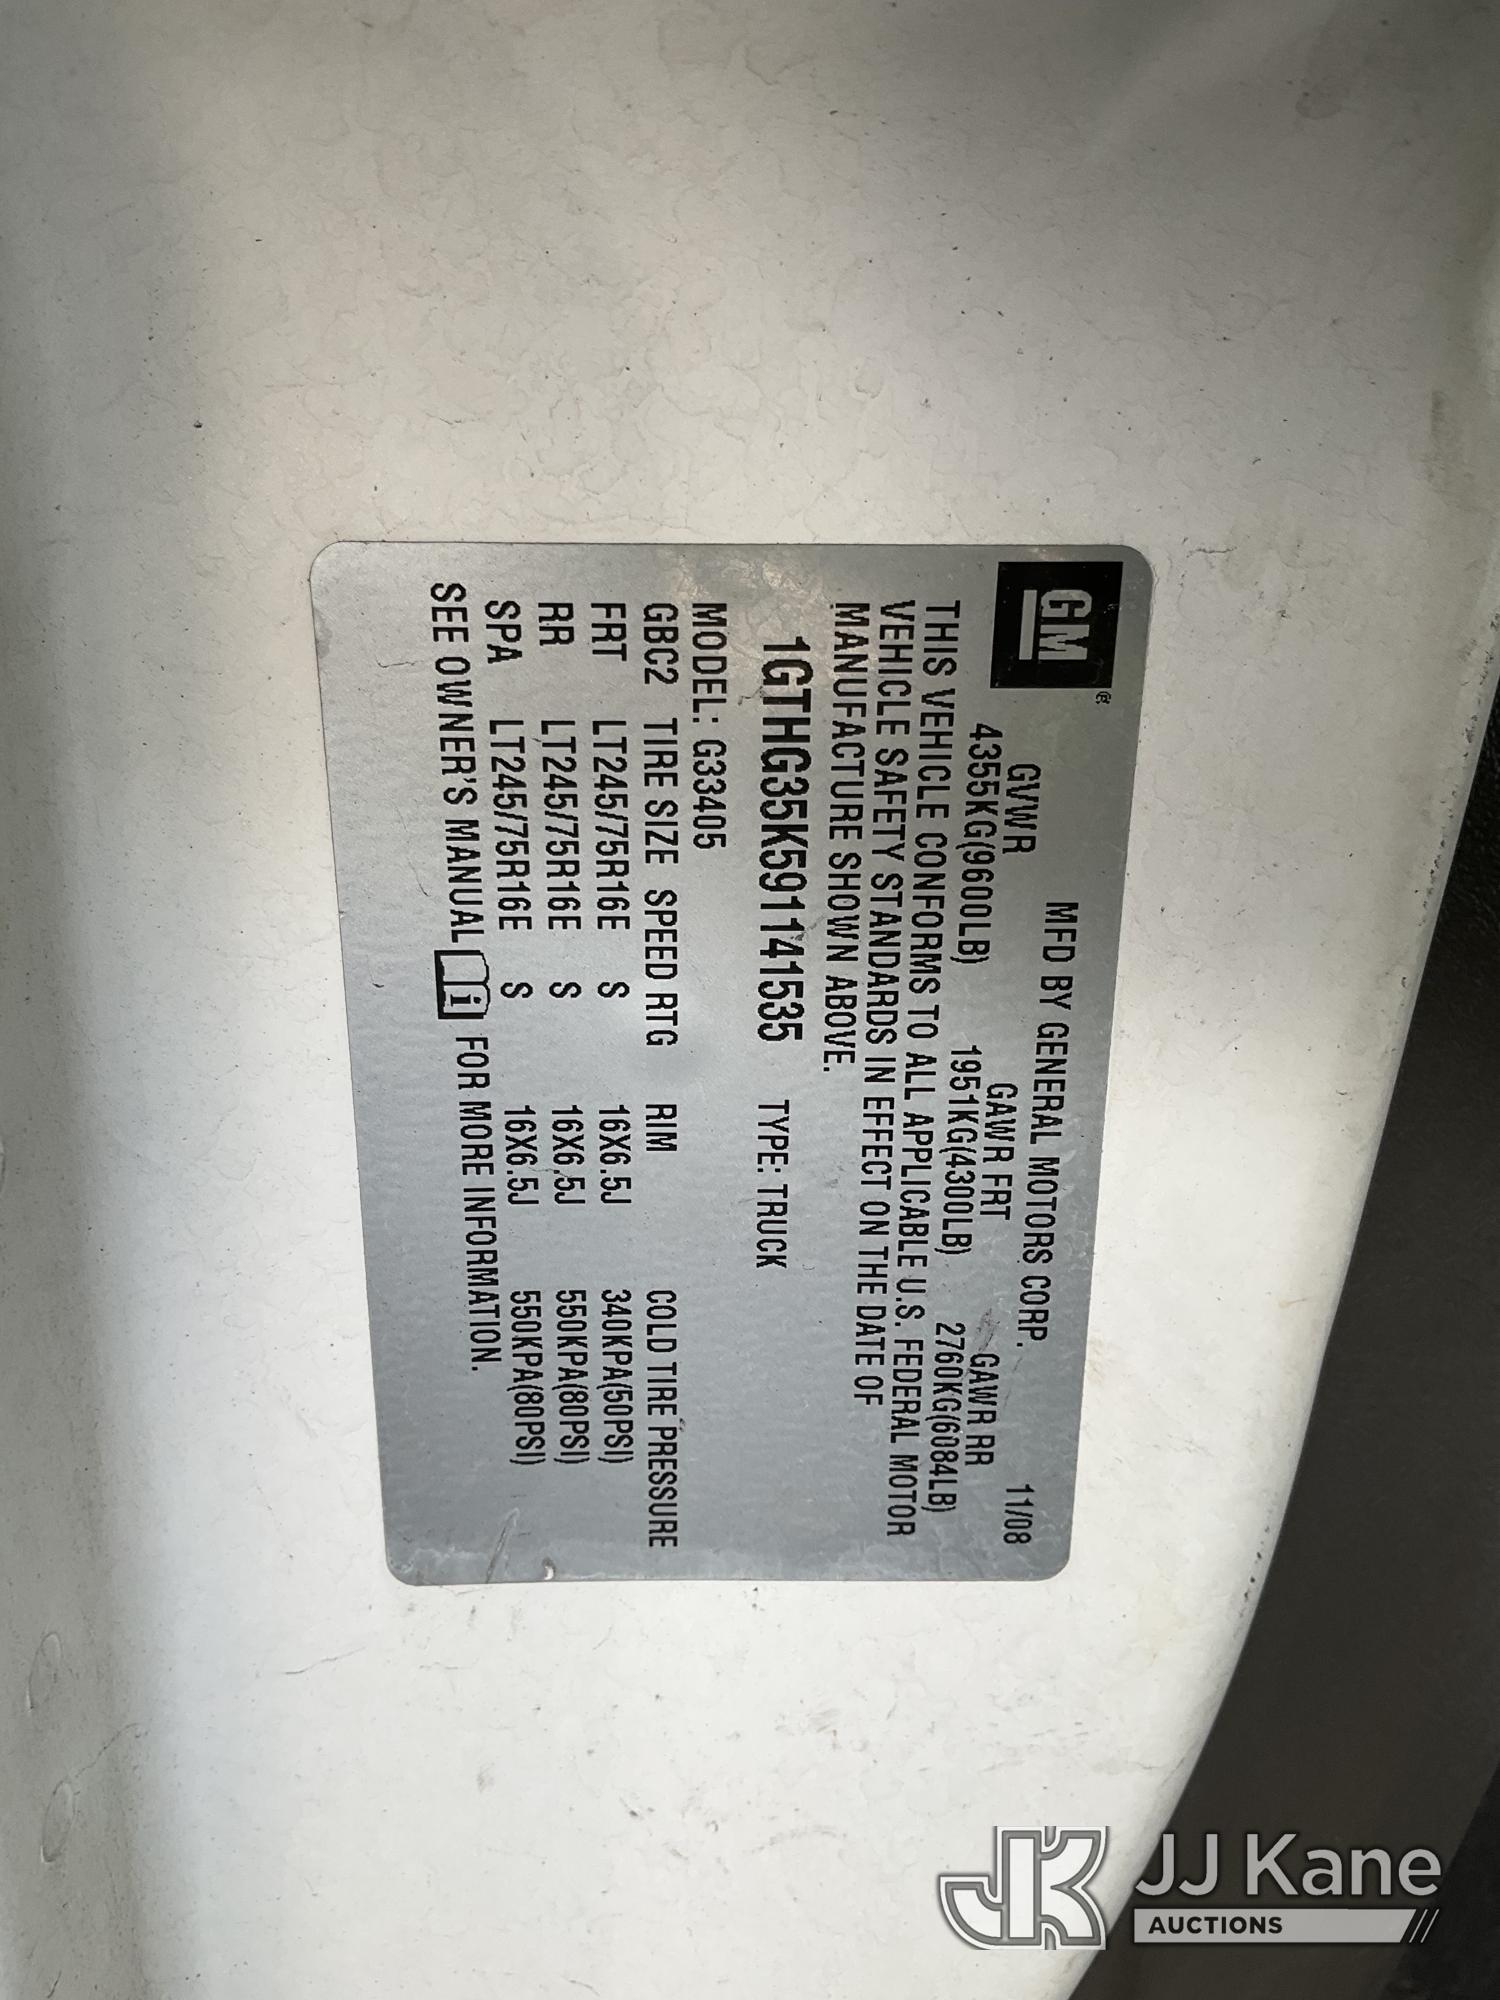 GM®
MFD BY GENERAL MOTORS CORP. 11/08
GVWR GAWR FRT GAWR RR
4355KG(9600LB) 1951KG(4300LB) 2760KG(6084LB)
THIS VEHICLE CONFORMS TO ALL APPLICABLE U.S. FEDERAL MOTOR
VEHICLE SAFETY STANDARDS IN EFFECT ON THE DATE OF
MANUFACTURE SHOWN ABOVE.
1GTHG35K591141535 TYPE: TRUCK
MODEL: G33405
GBC2 TIRE SIZE SPEED RTG RIM COLD TIRE PRESSURE
FRT LT245/75R16E S 16X6.5J 340KPA(50PSI)
RR LT245/75R16E S 16X6.5J 550KPA(80PSI)
SPA LT245/75R16E S 16X6.5J 550KPA(80PSI)
SEE OWNER'S MANUAL i FOR MORE INFORMATION.
JK JJ Kane
AUCTIONS